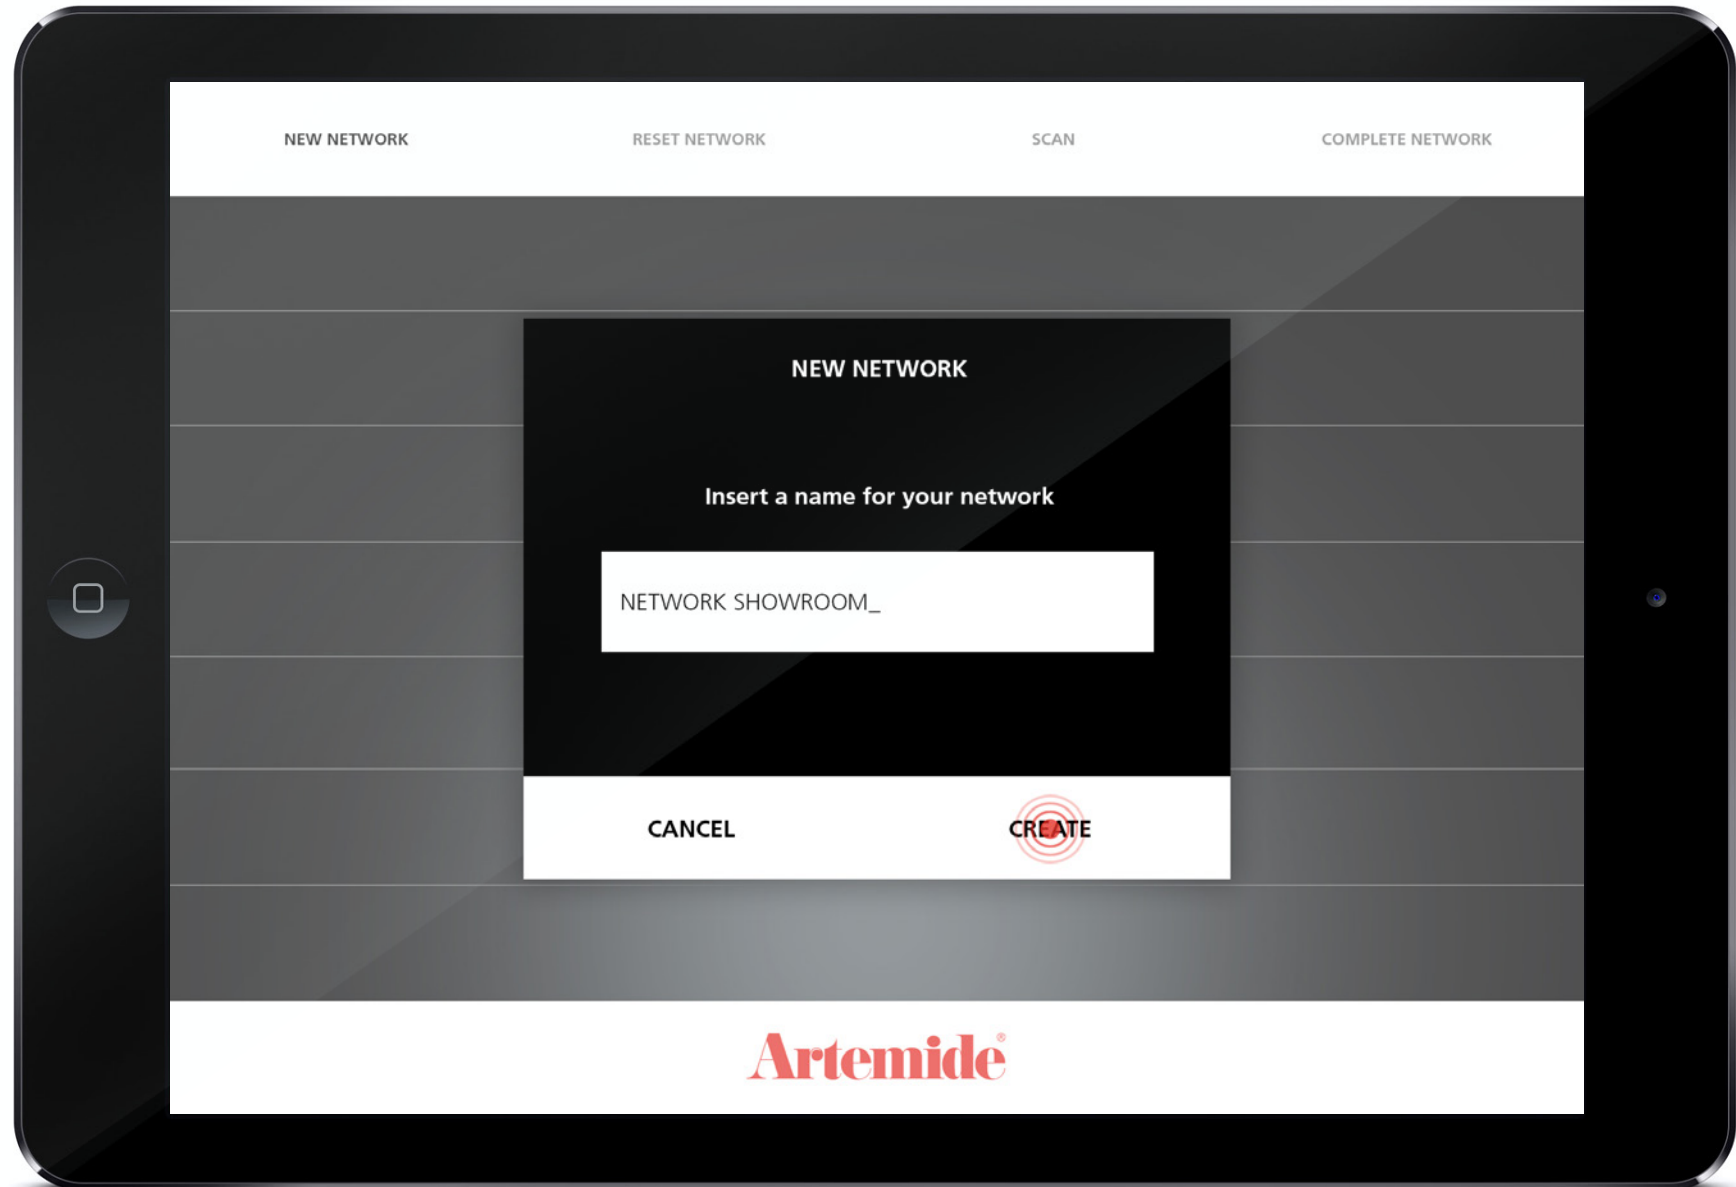 NEW NETWORK RESET NETWORK SCAN COMPLETE NETWORK
NEW NETWORK
Insert a name for your network
NETWORK SHOWROOM_
CANCEL CREATE
Artemide®